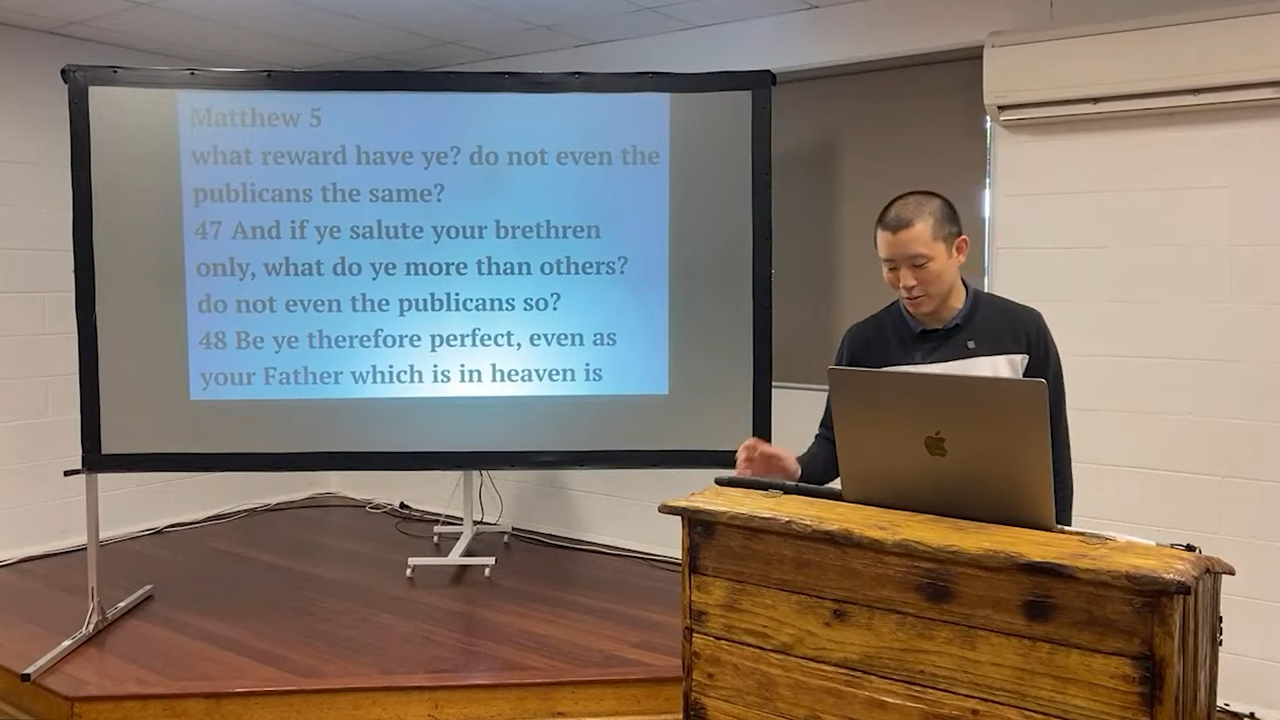 Matthew 5
what reward have ye? do not even the
publicans the same?
47 And if ye salute your brethren
only, what do ye more than others?
do not even the publicans so?
48 Be ye therefore perfect, even as
your Father which is in heaven is